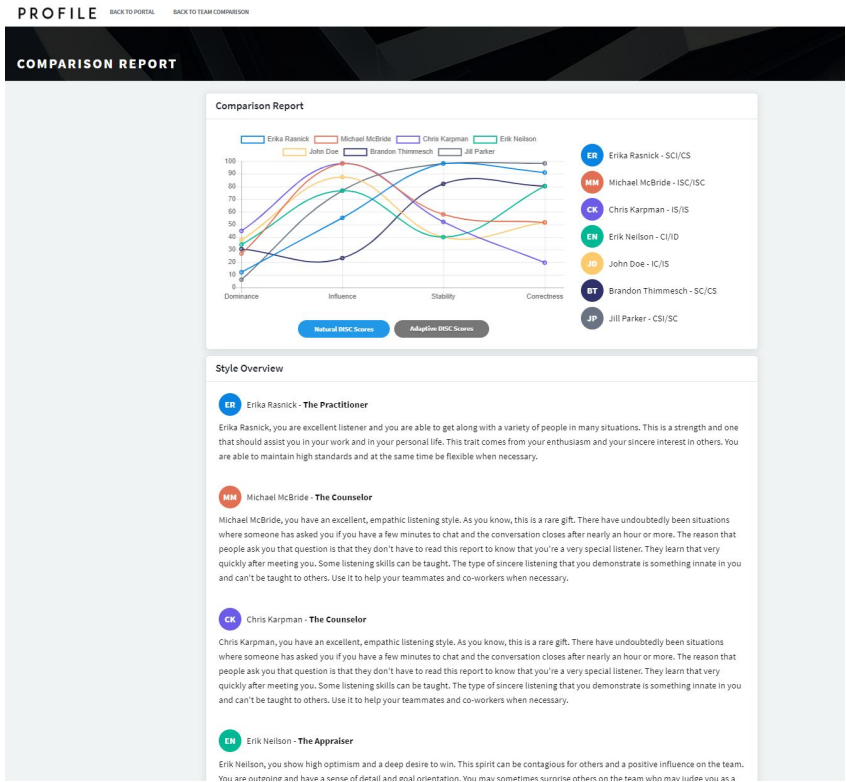 PROFILE BACK TO PORTAL BACK TO TEAM COMPARISON
COMPARISON REPORT
Comparison Report
Erika Rasnick Michael McBride Chris Karpman Erik Neilson
John Doe Brandon Thimmesch Jill Parker
100
90
80
70
60
50
40
30
20
10
0
Dominance Influence Stability Correctness
Natural DISC Scores Adaptive DISC Scores
ER Erika Rasnick - SCI/CS
MM Michael McBride - ISC/ISC
CK Chris Karpman - IS/IS
EN Erik Neilson - CI/ID
JD John Doe - IC/IS
BT Brandon Thimmesch - SC/CS
JP Jill Parker - CSI/SC
Style Overview
ER Erika Rasnick - The Practitioner
Erika Rasnick, you are excellent listener and you are able to get along with a variety of people in many situations. This is a strength and one
that should assist you in your work and in your personal life. This trait comes from your enthusiasm and your sincere interest in others. You
are able to maintain high standards and at the same time be flexible when necessary.
MM Michael McBride - The Counselor
Michael McBride, you have an excellent, empathic listening style. As you know, this is a rare gift. There have undoubtedly been situations
where someone has asked you if you have a few minutes to chat and the conversation closes after nearly an hour or more. The reason that
people ask you that question is that they don't have to read this report to know that you're a very special listener. They learn that very
quickly after meeting you. Some listening skills can be taught. The type of sincere listening that you demonstrate is something innate in you
and can't be taught to others. Use it to help your teammates and co-workers when necessary.
CK Chris Karpman - The Counselor
Chris Karpman, you have an excellent, empathic listening style. As you know, this is a rare gift. There have undoubtedly been situations
where someone has asked you if you have a few minutes to chat and the conversation closes after nearly an hour or more. The reason that
people ask you that question is that they don't have to read this report to know that you're a very special listener. They learn that very
quickly after meeting you. Some listening skills can be taught. The type of sincere listening that you demonstrate is something innate in you
and can't be taught to others. Use it to help your teammates and co-workers when necessary.
EN Erik Neilson - The Appraiser
Erik Neilson, you show high optimism and a deep desire to win. This spirit can be contagious for others and a positive influence on the team.
You are outgoing and have a sense of detail and goal orientation. You may sometimes surprise others on the team who may judge you as a